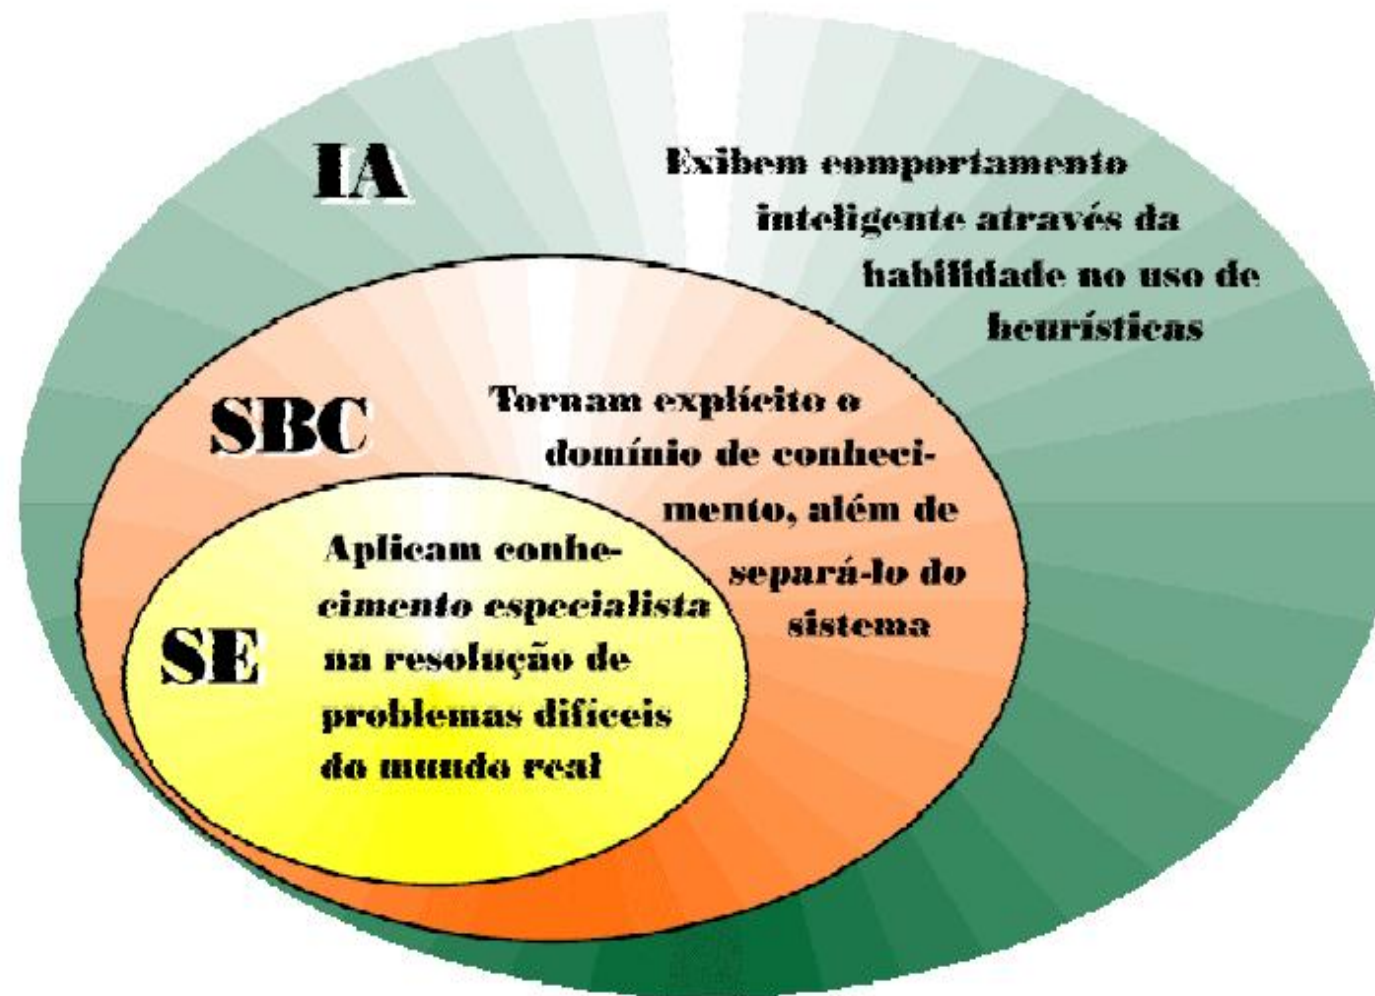 IA
Exibem comportamento
inteligente através da
habilidade no uso de
heurísticas
SBC
Tornam explícito o
domínio de conheci-
mento, além de
separá-lo do
sistema
SE
Aplicam conhe-
cimento especialista
na resolução de
problemas difíceis
do mundo real